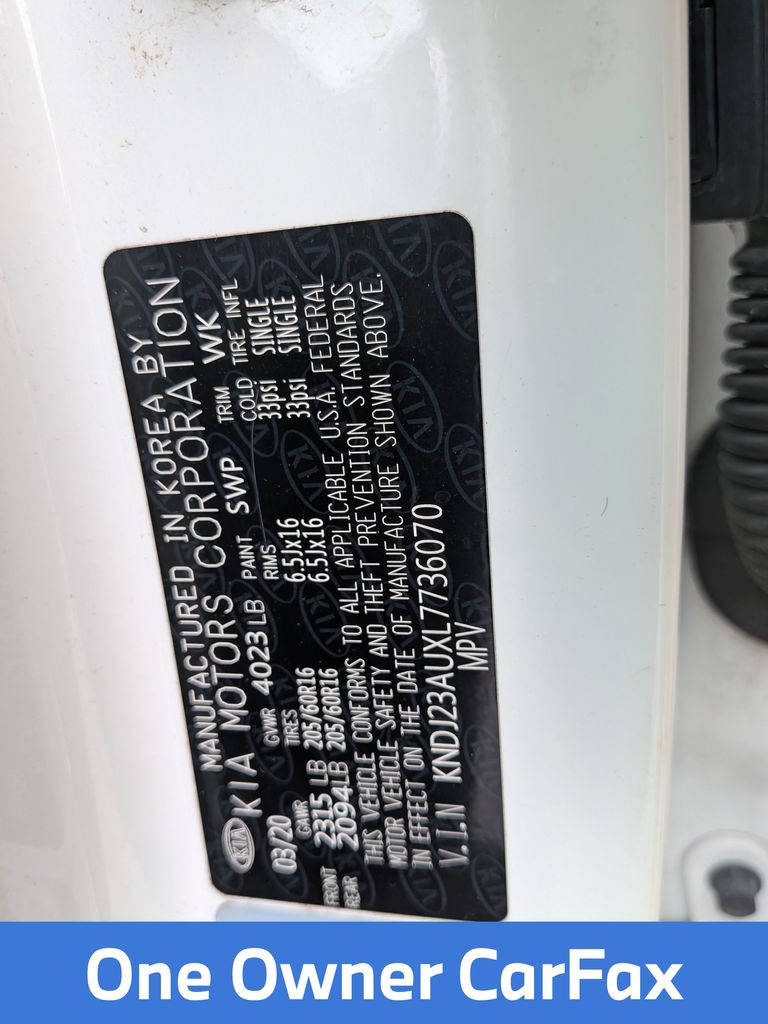 MANUFACTURED IN KOREA BY
KIA KIA MOTORS CORPORATION
03/20 GVWR 4023LB PAINT SWP TRIM WK
GAWR TIRES RIMS COLD TIRE INFL
FRONT 2315 LB 205/60R16 6.5Jx16 33psi SINGLE
REAR 2094LB 205/60R16 6.5Jx16 33psi SINGLE
THIS VEHICLE CONFORMS TO ALL APPLICABLE U.S.A. FEDERAL
MOTOR VEHICLE SAFETY AND THEFT PREVENTION STANDARDS
IN EFFECT ON THE DATE OF MANUFACTURE SHOWN ABOVE.
V.I.N KNDJ23AUXL7736070
MPV
One Owner CarFax